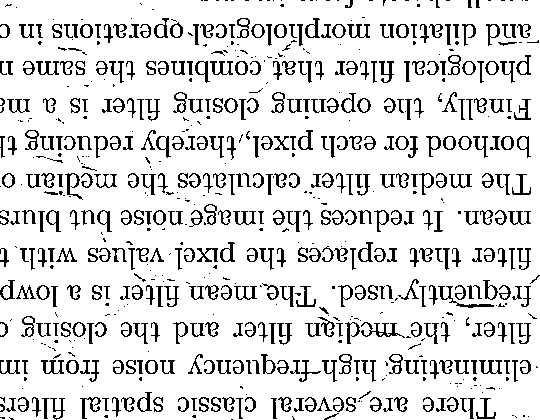 There are several classic spatial filters
eliminating high frequency noise from im
filter, the median filter and the closing o
frequently used. The mean filter is a lowp
filter that replaces the pixel values with t
mean. It reduces the image noise but blurs
The median filter calculates the median o
borhood for each pixel, thereby reducing th
Finally, the opening closing filter is a ma
phological filter that combines the same n
and dilation morphological operations in o